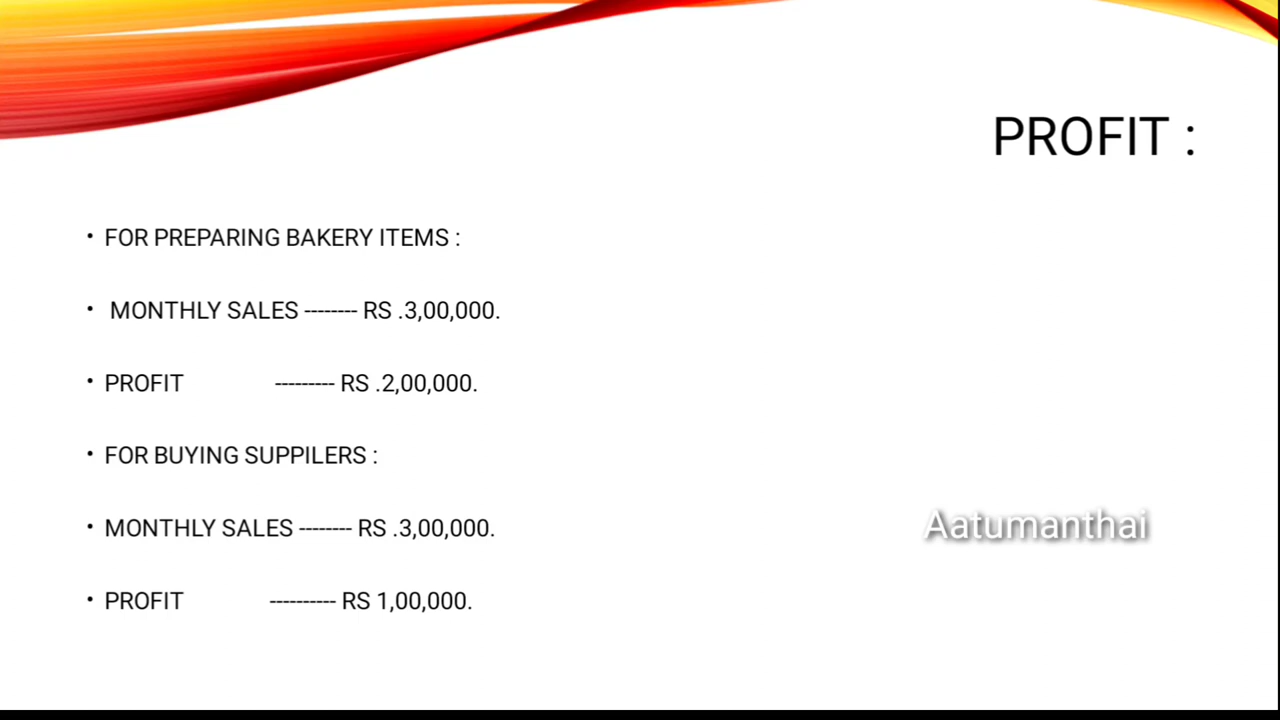 PROFIT :
• FOR PREPARING BAKERY ITEMS :
• MONTHLY SALES -------- RS .3,00,000.
• PROFIT --------- RS .2,00,000.
• FOR BUYING SUPPILERS :
• MONTHLY SALES -------- RS .3,00,000.
Aatumanthai
• PROFIT ---------- RS 1,00,000.